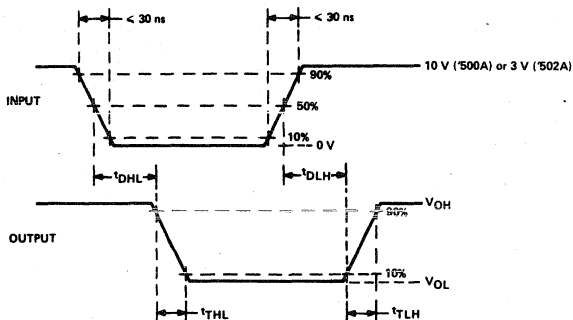 < 30 ns
< 30 ns
10 V ('500A) or 3 V ('502A)
90%
INPUT
50%
10%
0 V
tDHL
tDLH
VOH
90%
OUTPUT
10%
VOL
tTHL
tTLH